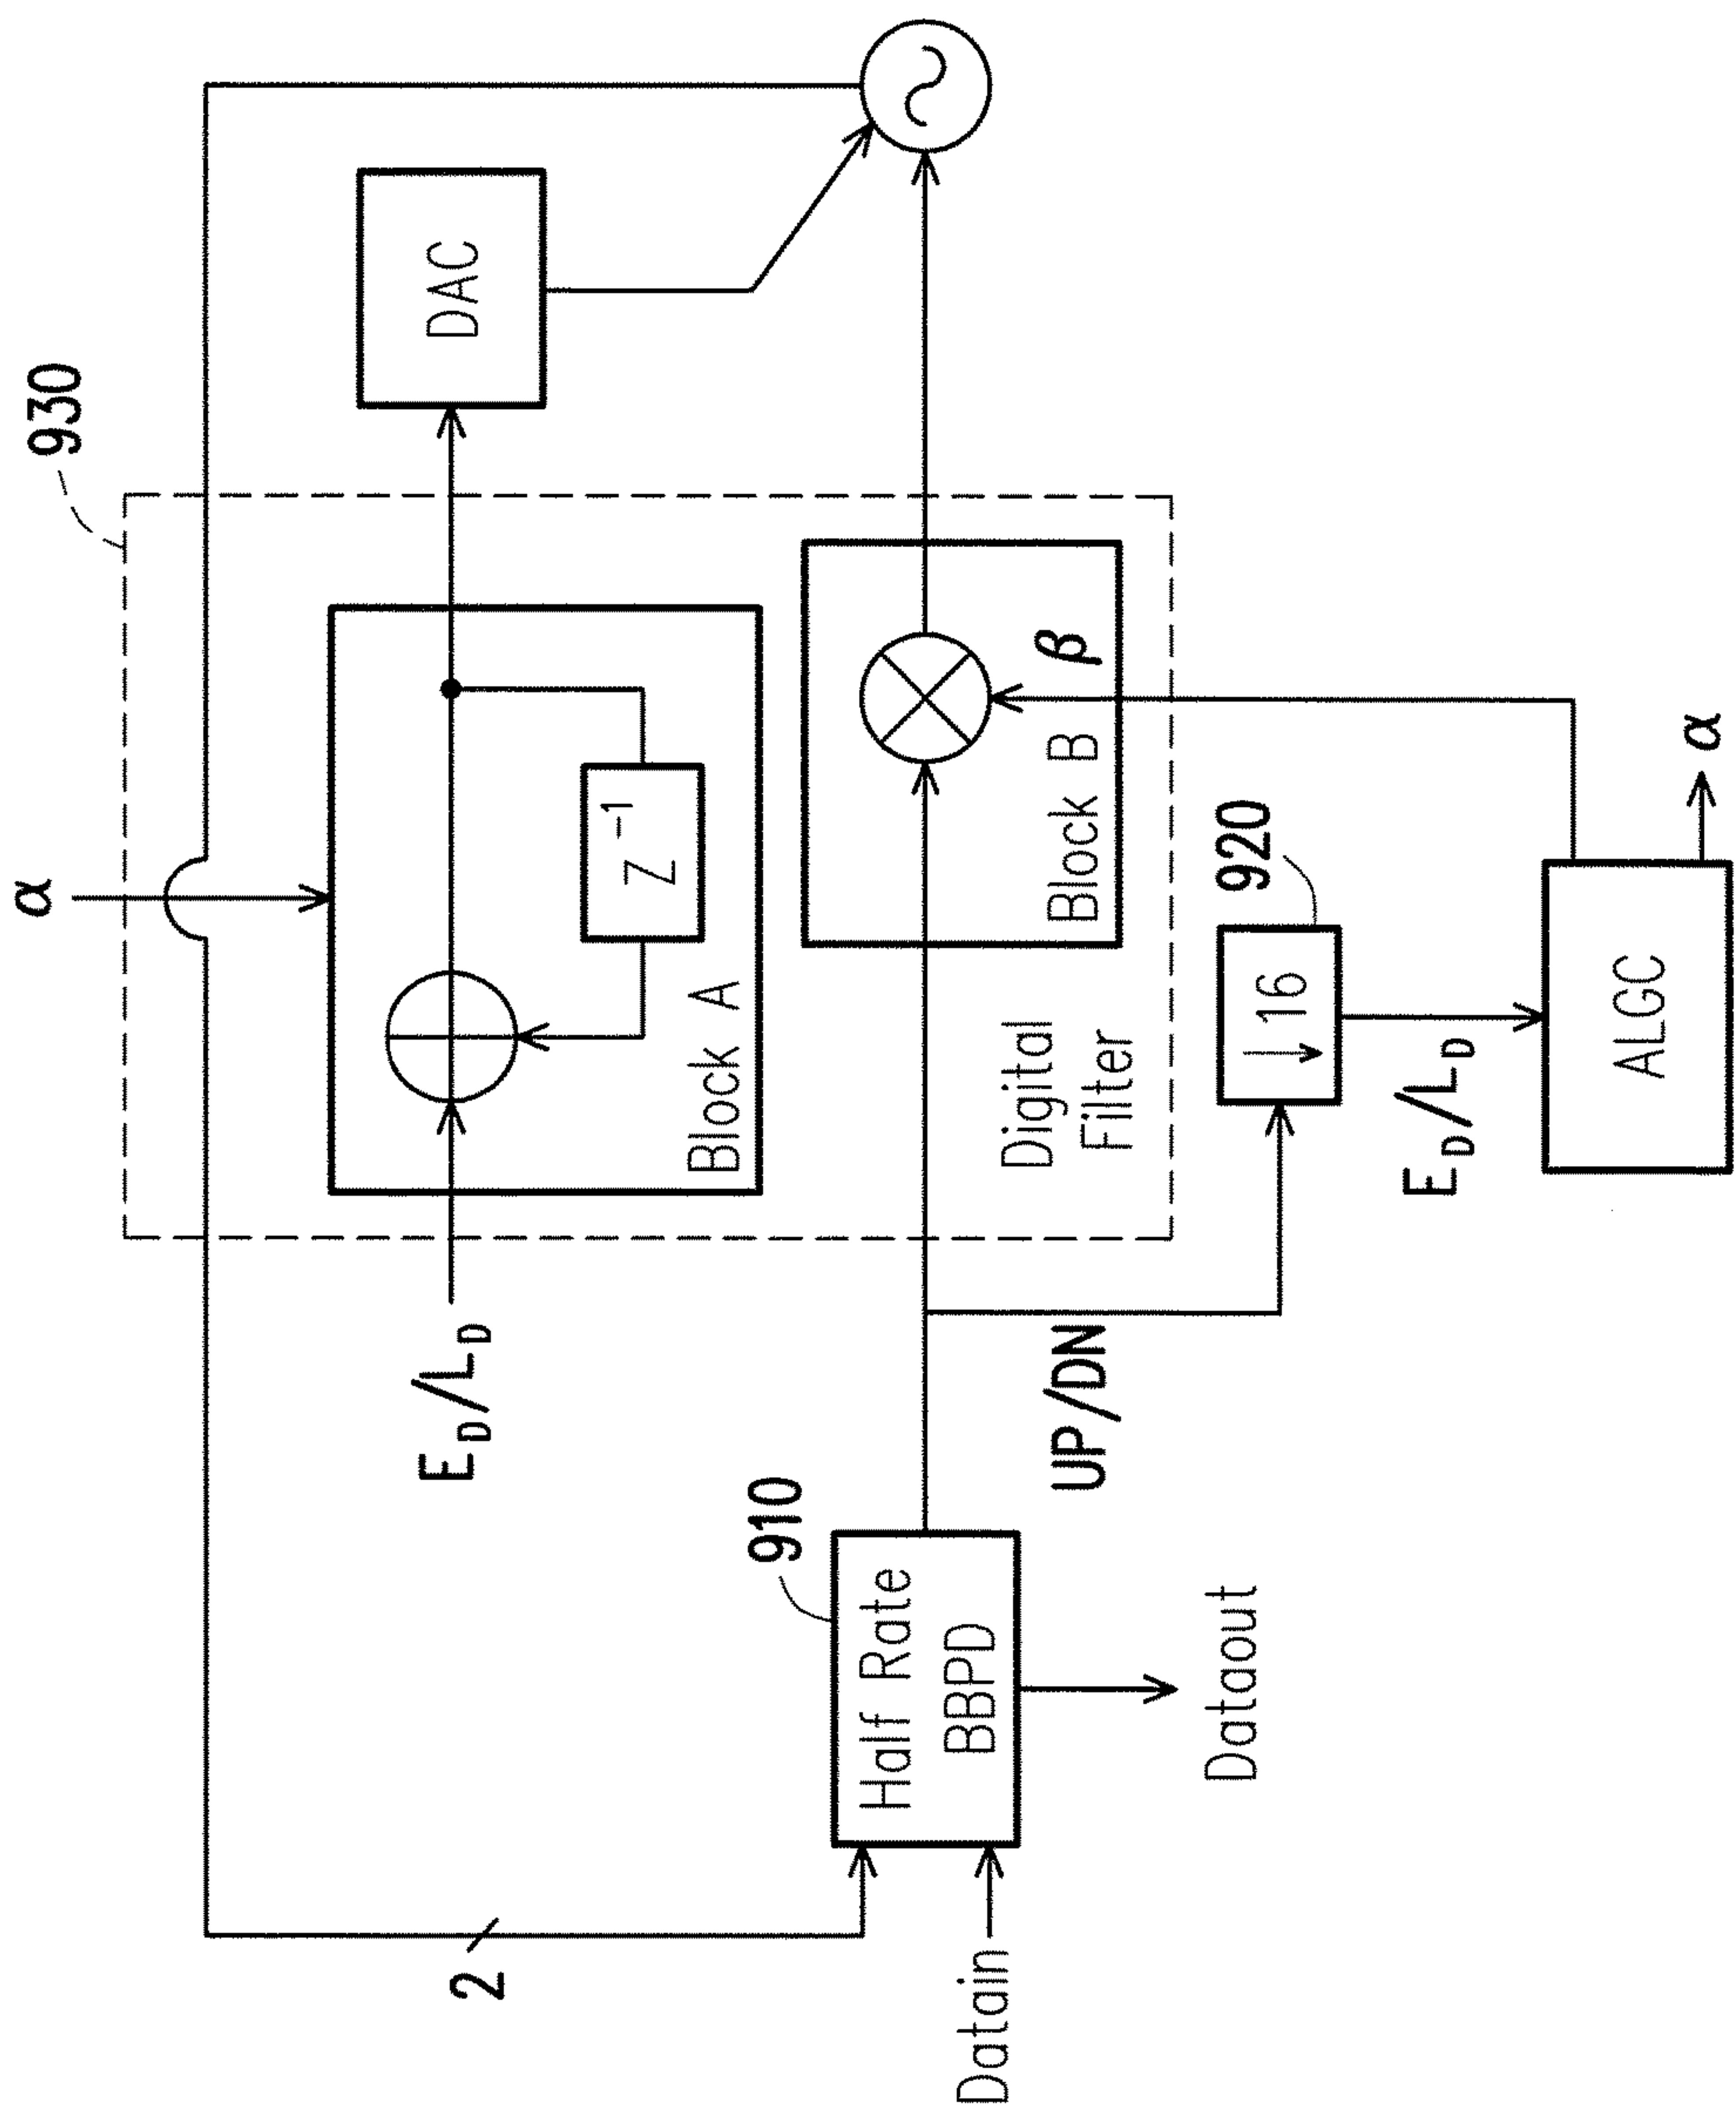 930
α
DAC
E_D/L_D
Z⁻¹
Block A
β
Block B
Digital
Filter
910
Half Rate
BBPD
UP/DN
920
↓16
E_D/L_D
ALGC
α
2
Datain
Dataout